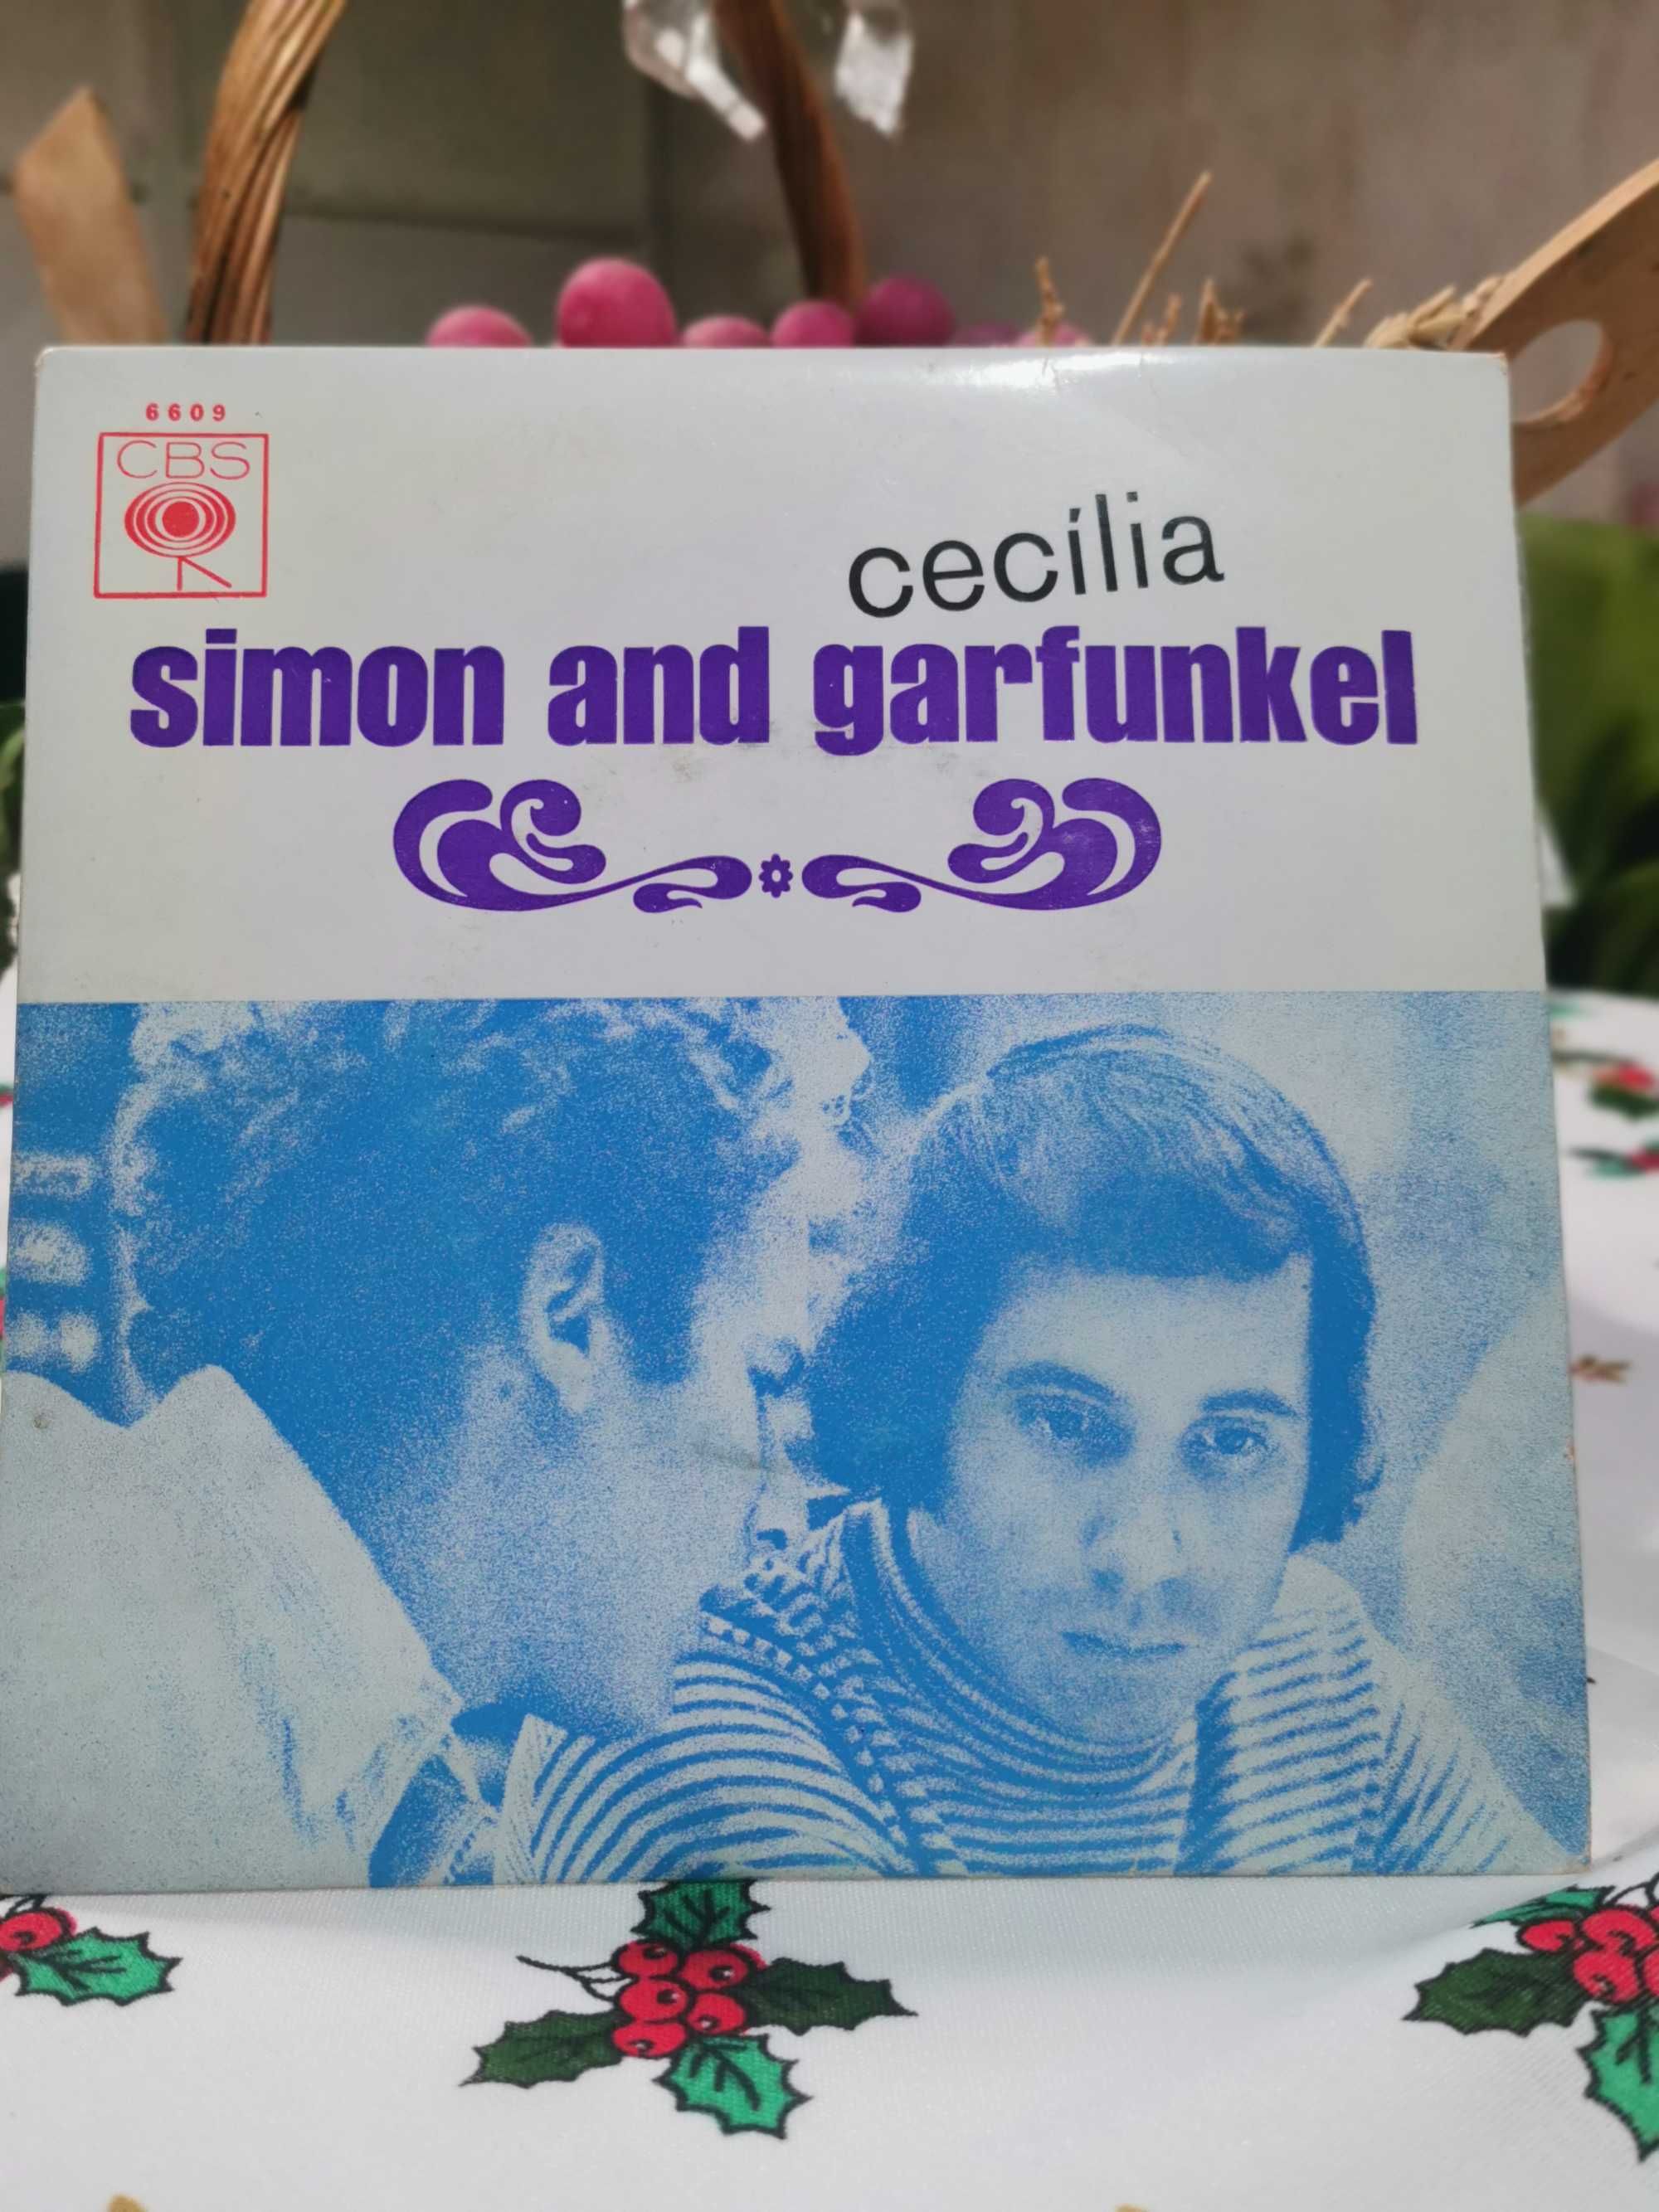 6609
CBS
cecília
simon and garfunkel